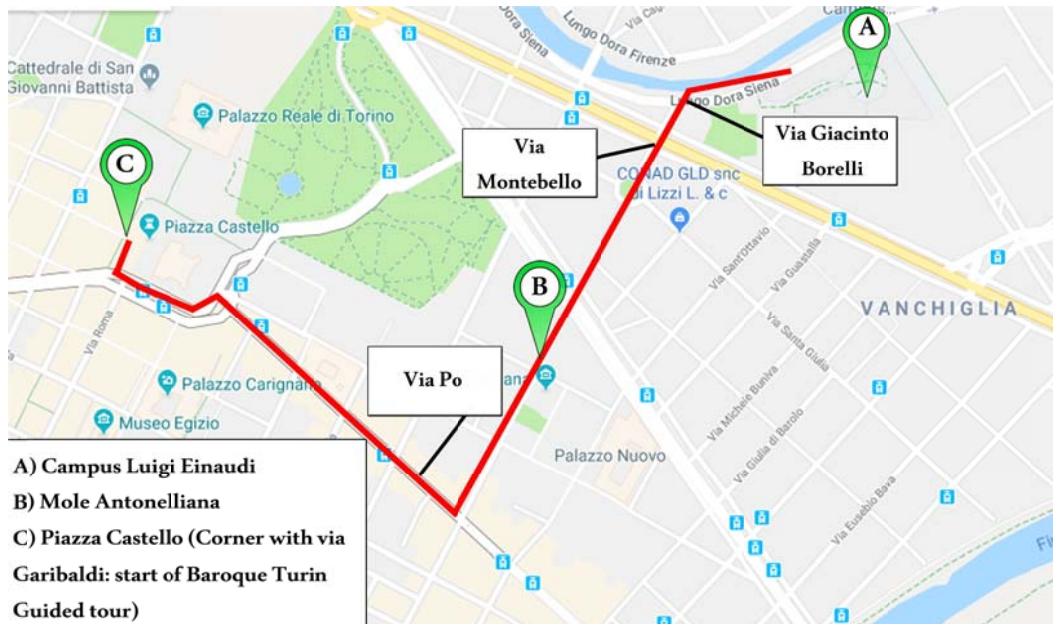 Cattedrale di San
Giovanni Battista
Palazzo Reale di Torino
Lungo Dora Siena
Lungo Dora Firenze
A
Lungo Dora Siena
Via
Montebello
Via Giacinto
Borelli
CONAD GLD snc
di Lizzi L. & c
C
Piazza Castello
B
Via Sant'Ottavio
Via Guastalla
VANCHIGLIA
Via Santa Giulia
Via Roma
Via Po
Palazzo Carignano
Museo Egizio
Via Michele Buniva
Via Giulia di Barolo
Palazzo Nuovo
Via Eusebio Bava
A) Campus Luigi Einaudi
B) Mole Antonelliana
C) Piazza Castello (Corner with via
Garibaldi: start of Baroque Turin
Guided tour)